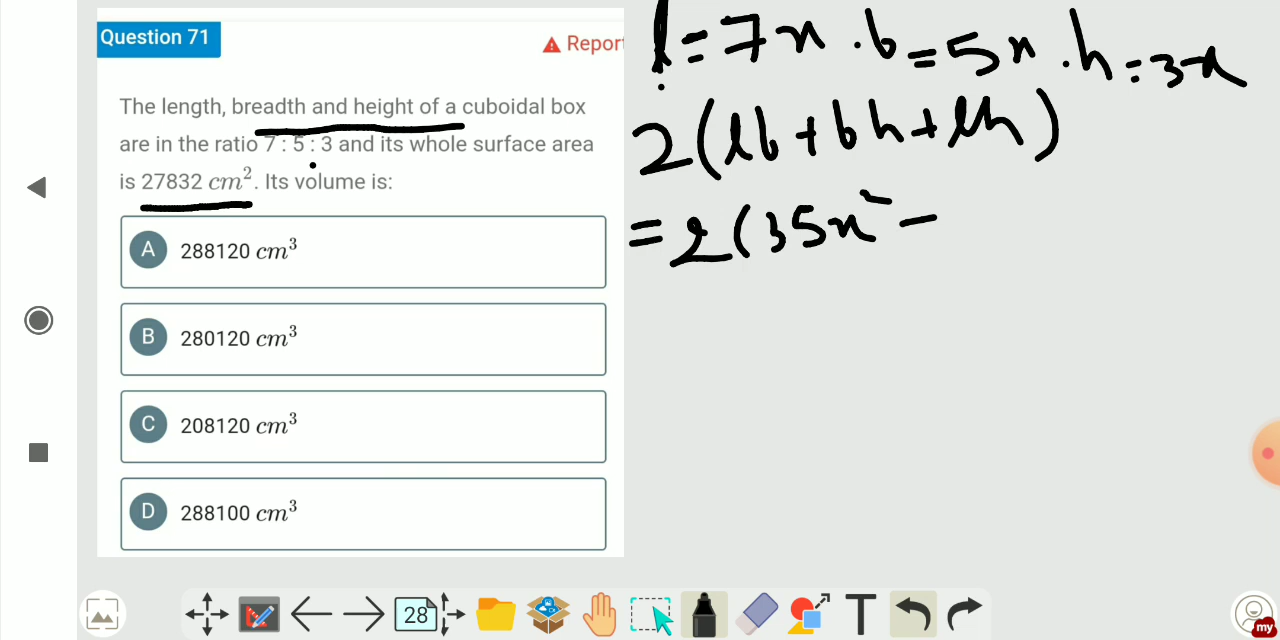 Question 71
Report
The length, breadth and height of a cuboidal box
are in the ratio 7 : 5 : 3 and its whole surface area
is 27832 cm². Its volume is:
A 288120 cm³
B 280120 cm³
C 208120 cm³
D 288100 cm³
l = 7x . b = 5x . h = 3x
2(lb+bh+lh)
= 2(35x² –
28
T
my